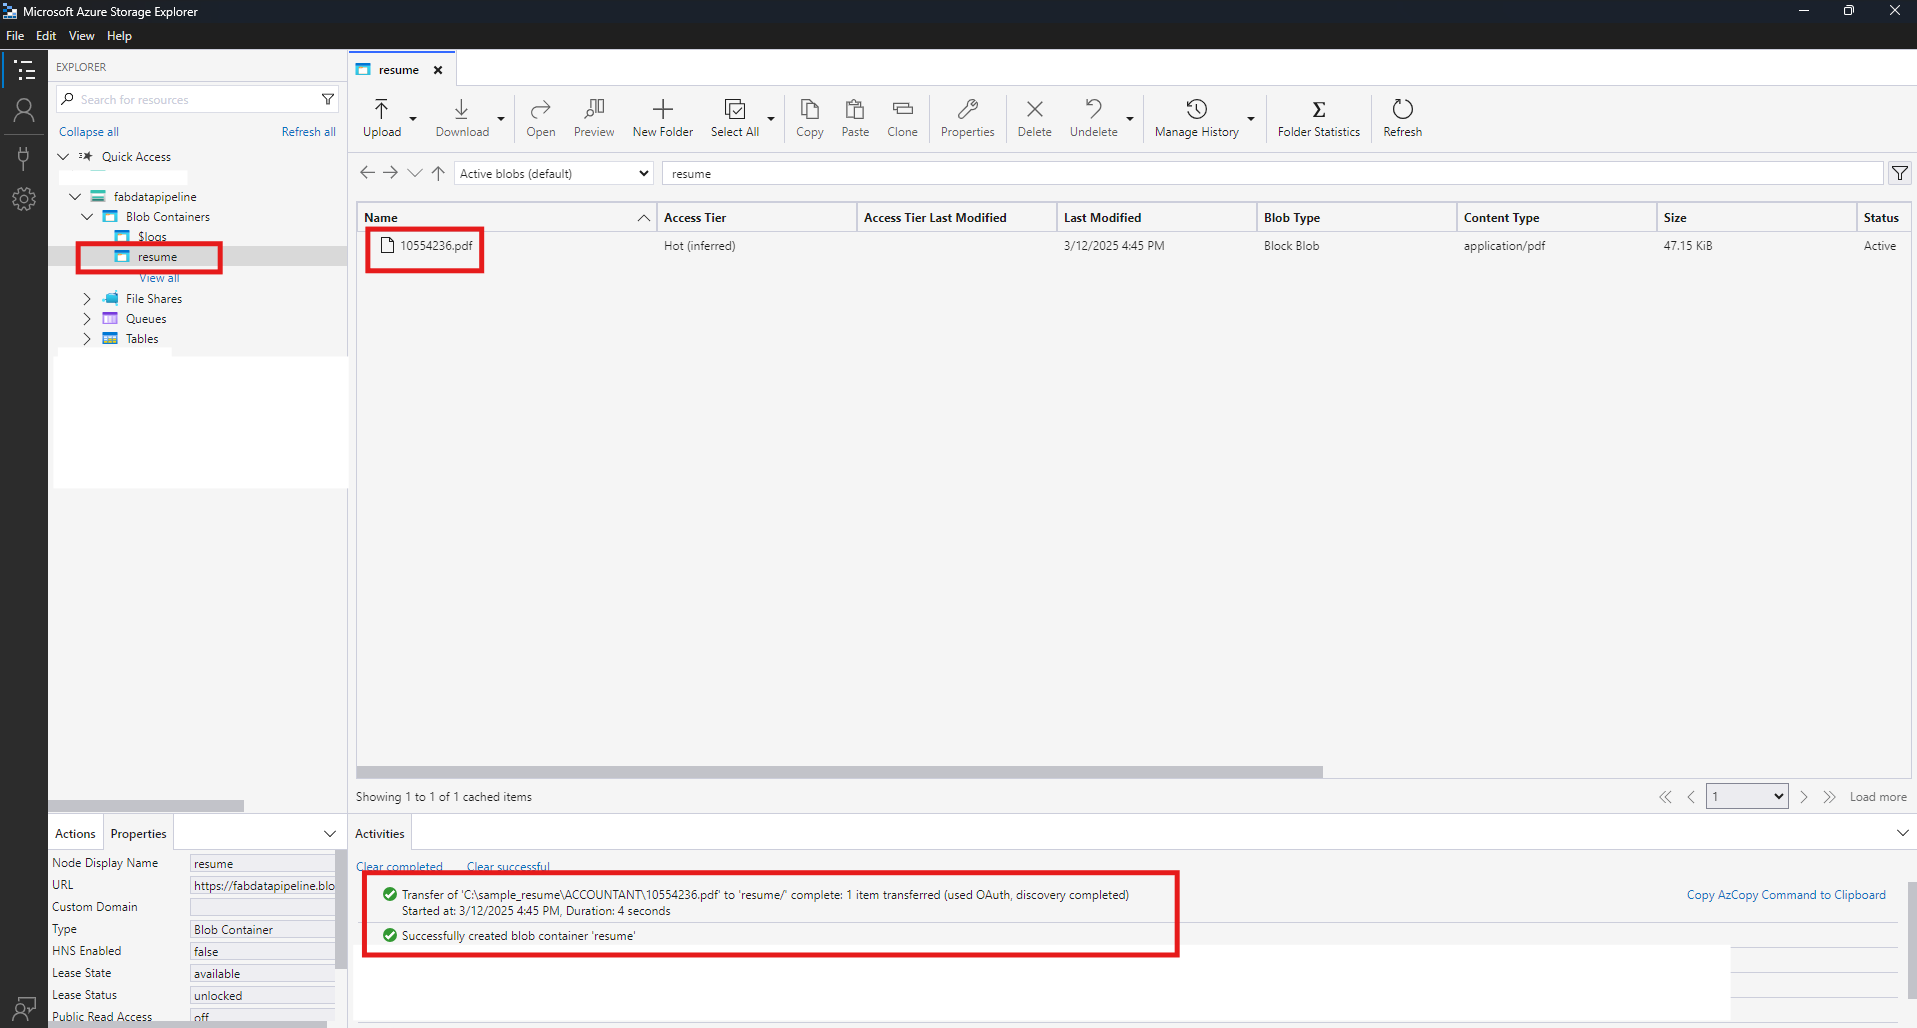 Microsoft Azure Storage Explorer
File Edit View Help
EXPLORER
Search for resources
Collapse all Refresh all
Quick Access
fabdatapipeline
Blob Containers
$logs
resume
View all
File Shares
Queues
Tables
resume
Upload Download Open Preview New Folder Select All Copy Paste Clone Properties Delete Undelete Manage History Folder Statistics Refresh
Active blobs (default) resume
Name Access Tier Access Tier Last Modified Last Modified Blob Type Content Type Size Status
10554236.pdf Hot (inferred) 3/12/2025 4:45 PM Block Blob application/pdf 47.15 KiB Active
Showing 1 to 1 of 1 cached items
1 Load more
Actions Properties
Node Display Name resume
URL https://fabdatapipeline.blo
Custom Domain
Type Blob Container
HNS Enabled false
Lease State available
Lease Status unlocked
Public Read Access off
Activities
Clear completed Clear successful
Transfer of 'C:\sample_resume\ACCOUNTANT\10554236.pdf' to 'resume/' complete: 1 item transferred (used OAuth, discovery completed)
Started at: 3/12/2025 4:45 PM, Duration: 4 seconds
Copy AzCopy Command to Clipboard
Successfully created blob container 'resume'